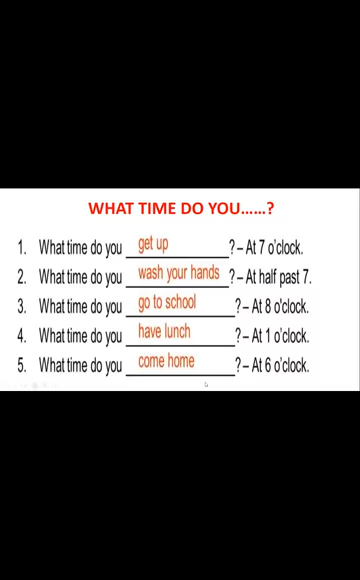 WHAT TIME DO YOU......?
1. What time do you get up ? – At 7 o'clock.
2. What time do you wash your hands ? – At half past 7.
3. What time do you go to school ? – At 8 o'clock.
4. What time do you have lunch ? – At 1 o'clock.
5. What time do you come home ? – At 6 o'clock.